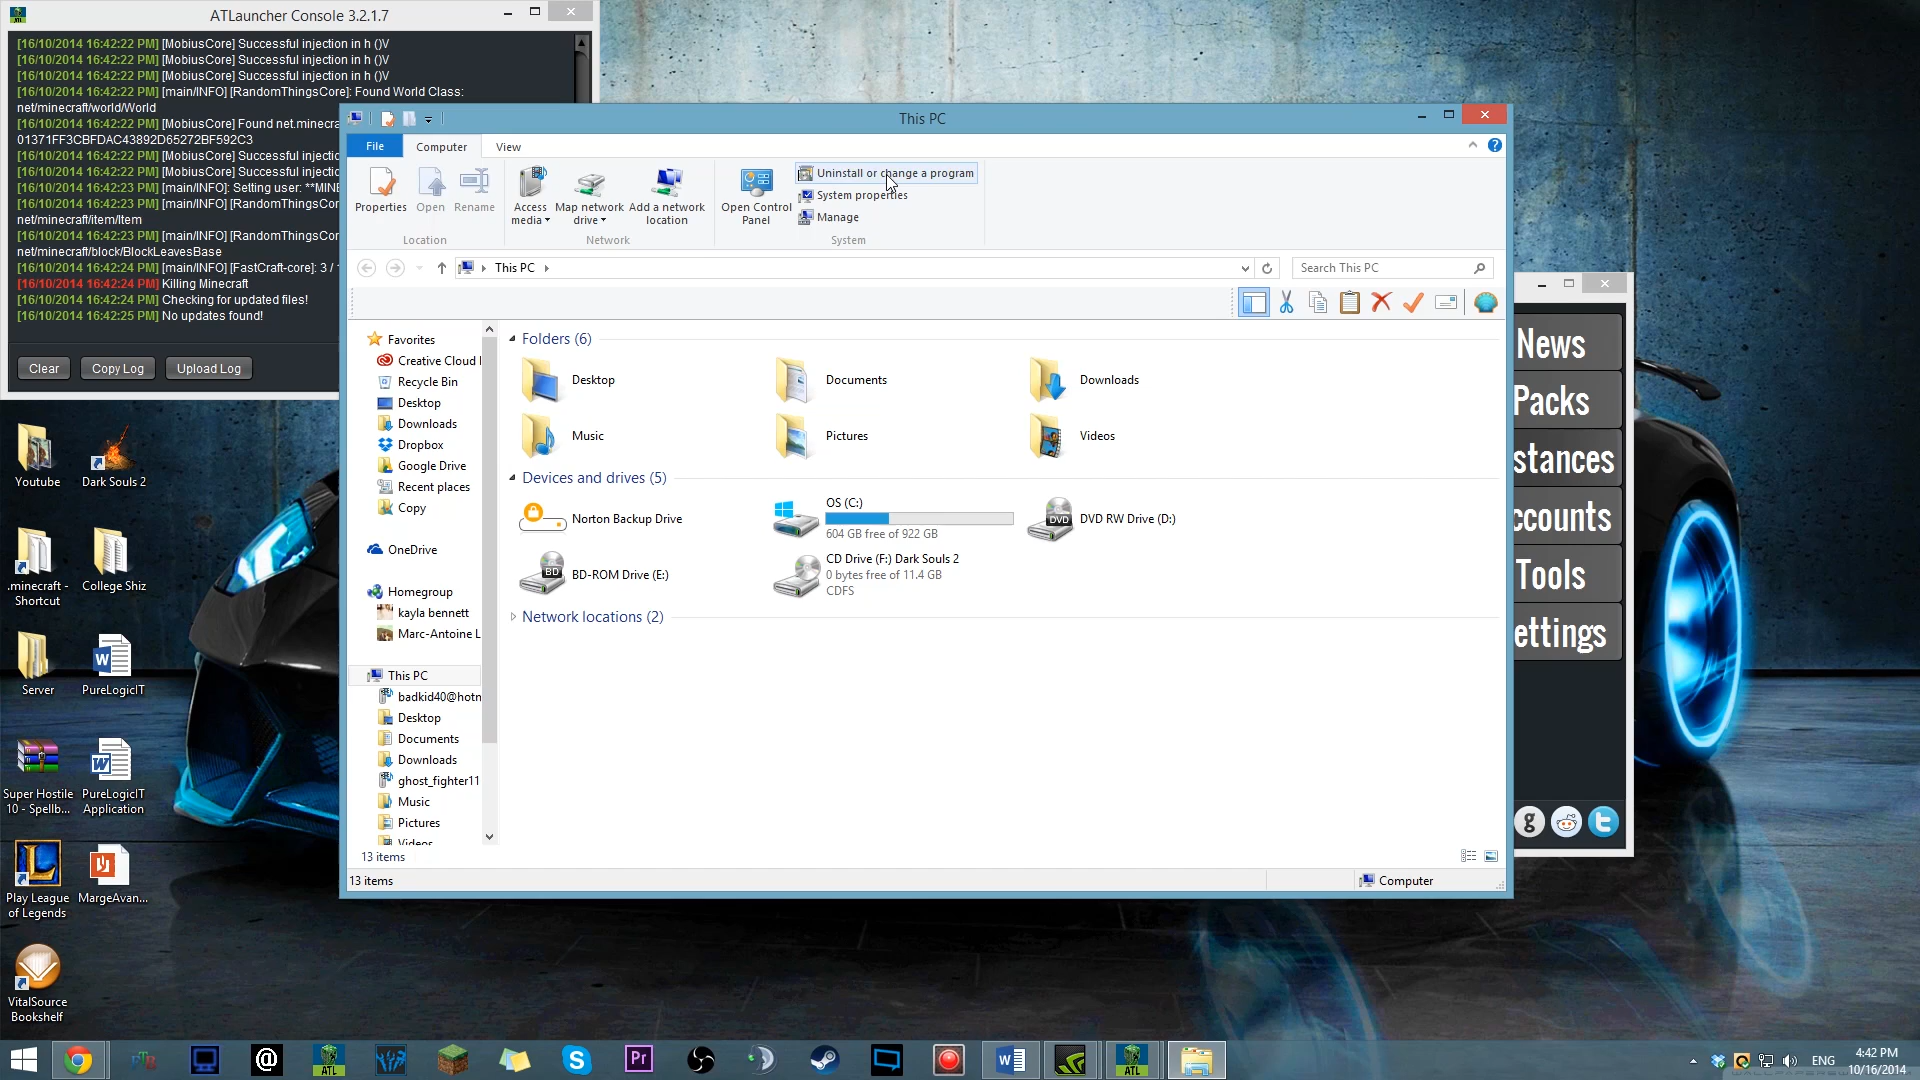 ATLauncher Console 3.2.1.7
[16/10/2014 16:42:22 PM] [MobiusCore] Successful injection in h ()V
[16/10/2014 16:42:22 PM] [MobiusCore] Successful injection in h ()V
[16/10/2014 16:42:22 PM] [MobiusCore] Successful injection in h ()V
[16/10/2014 16:42:22 PM] [main/INFO] [RandomThingsCore]: Found World Class:
net/minecraft/world/World
[16/10/2014 16:42:22 PM] [MobiusCore] Found net.minecra
01371FF3CBFDAC43892D65272BF592C3
[16/10/2014 16:42:22 PM] [MobiusCore] Successful injectio
[16/10/2014 16:42:22 PM] [MobiusCore] Successful injectio
[16/10/2014 16:42:23 PM] [main/INFO]: Setting user: **MINE
[16/10/2014 16:42:23 PM] [main/INFO] [RandomThingsCor
net/minecraft/item/Item
[16/10/2014 16:42:23 PM] [main/INFO] [RandomThingsCor
net/minecraft/block/BlockLeavesBase
[16/10/2014 16:42:24 PM] [main/INFO] [FastCraft-core]: 3 /
[16/10/2014 16:42:24 PM] Killing Minecraft
[16/10/2014 16:42:24 PM] Checking for updated files!
[16/10/2014 16:42:25 PM] No updates found!
Clear Copy Log Upload Log
This PC
File Computer View
Properties Open Rename
Location
Access media
Map network drive
Add a network location
Network
Open Control Panel
Uninstall or change a program
System properties
Manage
System
This PC
Search This PC
Favorites
Creative Cloud
Recycle Bin
Desktop
Downloads
Dropbox
Google Drive
Recent places
Copy
OneDrive
Homegroup
kayla bennett
Marc-Antoine L
This PC
badkid40@hotn
Desktop
Documents
Downloads
ghost_fighter11
Music
Pictures
Videos
Folders (6)
Desktop Documents Downloads
Music Pictures Videos
Devices and drives (5)
Norton Backup Drive
OS (C:)
604 GB free of 922 GB
DVD
DVD RW Drive (D:)
BD
BD-ROM Drive (E:)
CD Drive (F:) Dark Souls 2
0 bytes free of 11.4 GB
CDFS
Network locations (2)
13 items
13 items
Computer
News
Packs
stances
ccounts
Tools
ettings
Youtube
Dark Souls 2
.minecraft - Shortcut
College Shiz
Server
PureLogicIT
Super Hostile
10 - Spellb...
PureLogicIT
Application
Play League
of Legends
MargeAvan...
VitalSource
Bookshelf
ATL
Pr
ATL
ENG
4:42 PM
10/16/2014